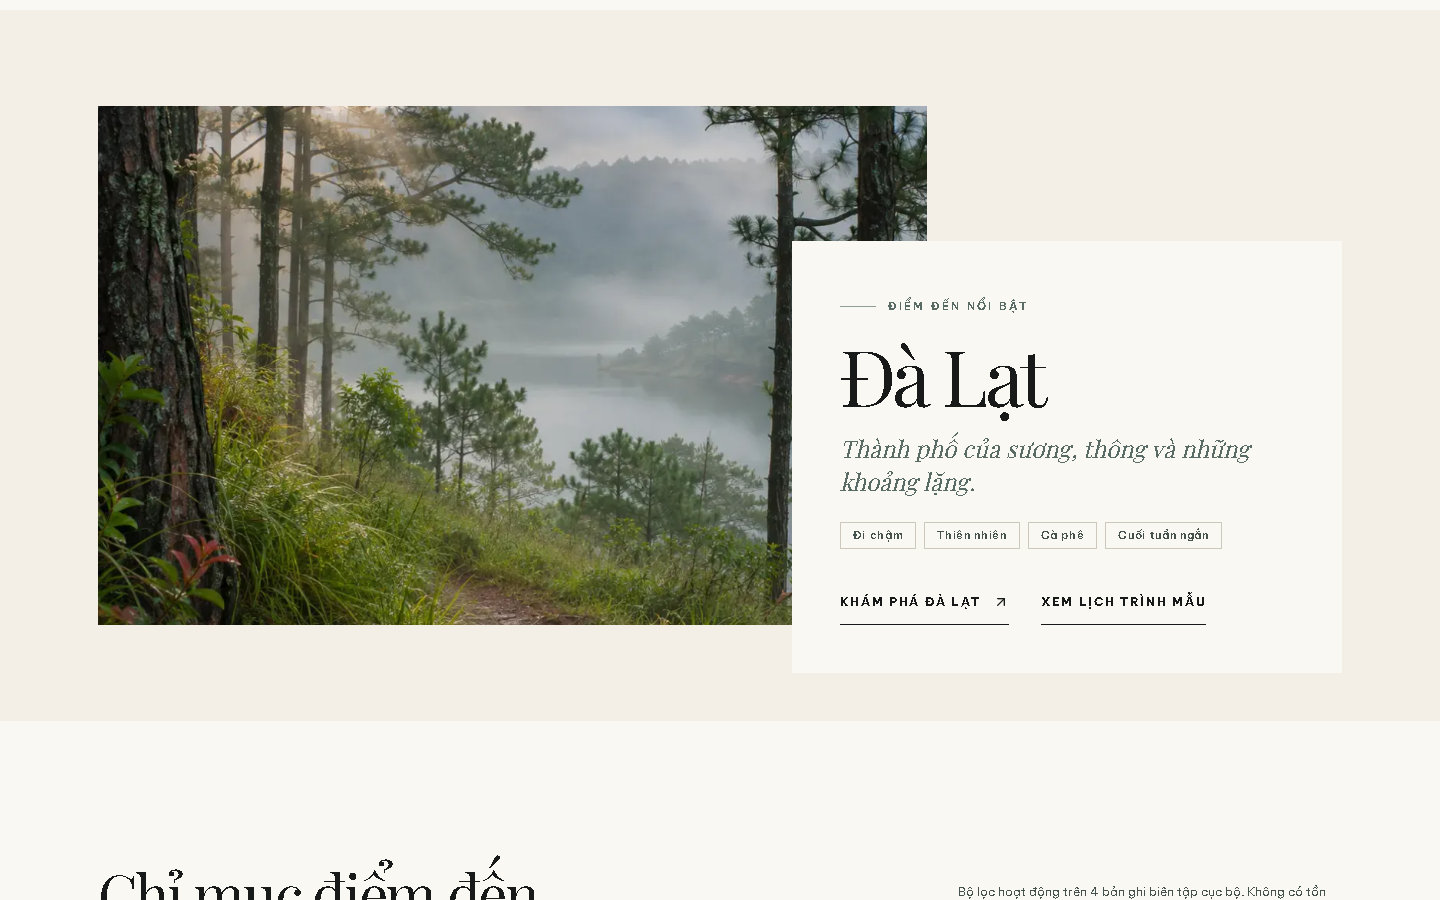 ĐIỂM ĐẾN NỔI BẬT
Đà Lạt
Thành phố của sương, thông và những
khoảng lặng.
Đi chậm
Thiên nhiên
Cà phê
Cuối tuần ngắn
KHÁM PHÁ ĐÀ LẠT
XEM LỊCH TRÌNH MẪU
Chỉ mục điểm đến
Bộ lọc hoạt động trên 4 bản ghi biên tập cục bộ. Không có tồn